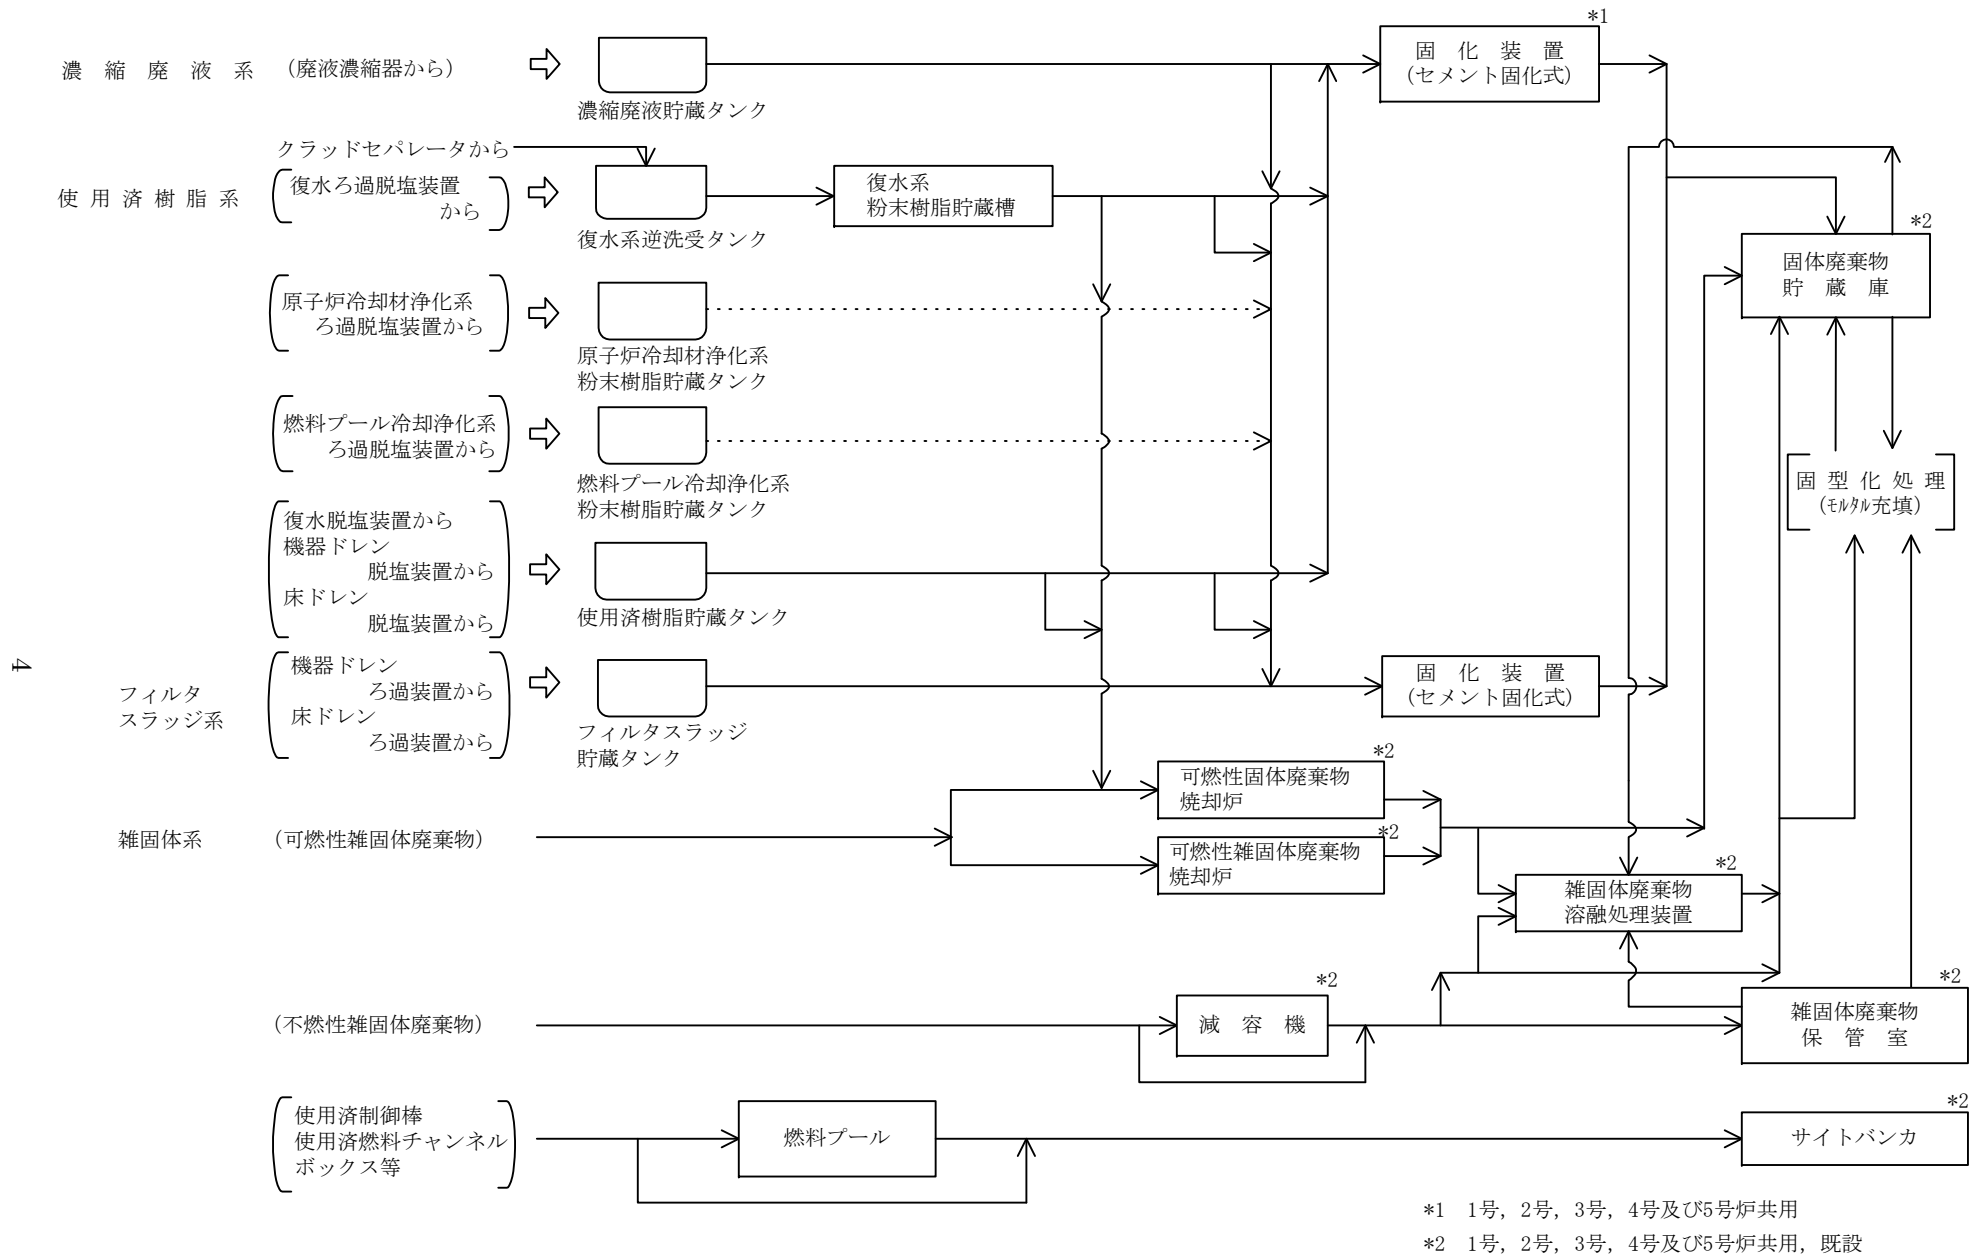 *1
濃縮廃液系
(廃液濃縮器から)
濃縮廃液貯蔵タンク
固化装置
(セメント固化式)
クラッドセパレータから
使用済樹脂系
復水ろ過脱塩装置
から
復水系逆洗受タンク
復水系
粉末樹脂貯蔵槽
*2
固体廃棄物
貯蔵庫
原子炉冷却材浄化系
ろ過脱塩装置から
原子炉冷却材浄化系
粉末樹脂貯蔵タンク
燃料プール冷却浄化系
ろ過脱塩装置から
燃料プール冷却浄化系
粉末樹脂貯蔵タンク
固型化処理
(モルタル充填)
復水脱塩装置から
機器ドレン
脱塩装置から
床ドレン
脱塩装置から
使用済樹脂貯蔵タンク
4
フィルタ
スラッジ系
機器ドレン
ろ過装置から
床ドレン
ろ過装置から
フィルタスラッジ
貯蔵タンク
固化装置
(セメント固化式)
*2
可燃性固体廃棄物
焼却炉
雑固体系
(可燃性雑固体廃棄物)
*2
可燃性雑固体廃棄物
焼却炉
*2
雑固体廃棄物
溶融処理装置
(不燃性雑固体廃棄物)
*2
減容機
*2
雑固体廃棄物
保管室
使用済制御棒
使用済燃料チャンネル
ボックス等
燃料プール
*2
サイトバンカ
*1 1号, 2号, 3号, 4号及び5号炉共用
*2 1号, 2号, 3号, 4号及び5号炉共用, 既設